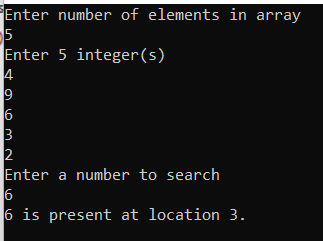 Enter number of elements in array
5
Enter 5 integer(s)
4
9
6
3
2
Enter a number to search
6
6 is present at location 3.